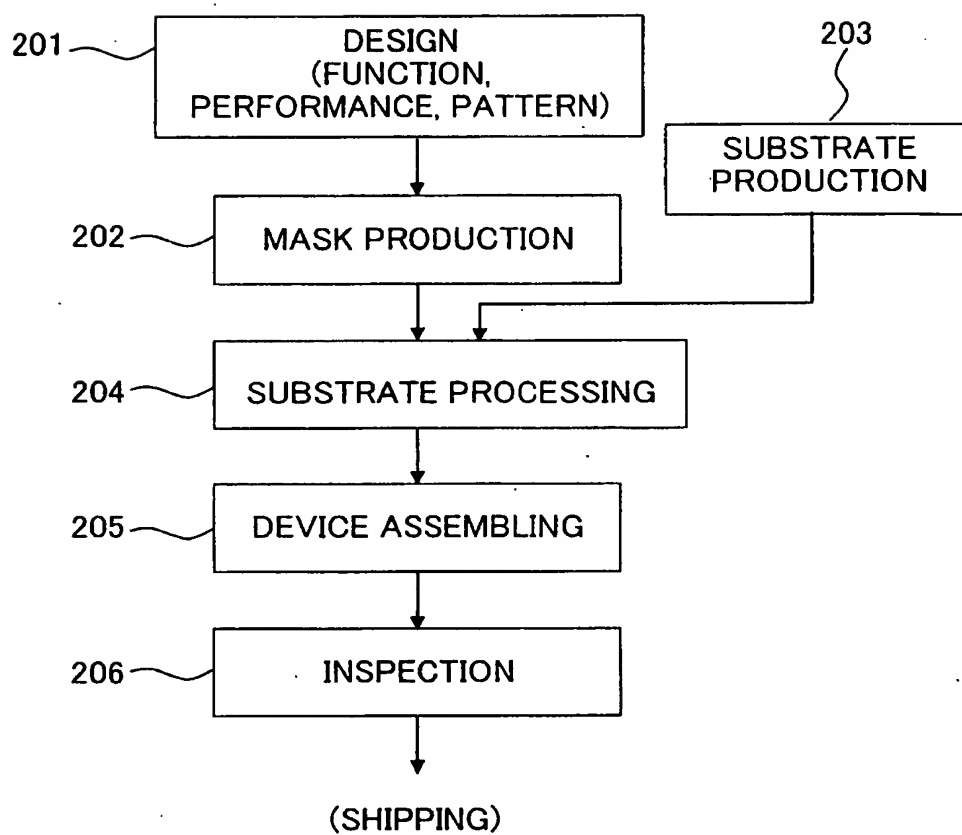 201
DESIGN
(FUNCTION,
PERFORMANCE, PATTERN)
203
SUBSTRATE
PRODUCTION
202
MASK PRODUCTION
204
SUBSTRATE PROCESSING
205
DEVICE ASSEMBLING
206
INSPECTION
(SHIPPING)